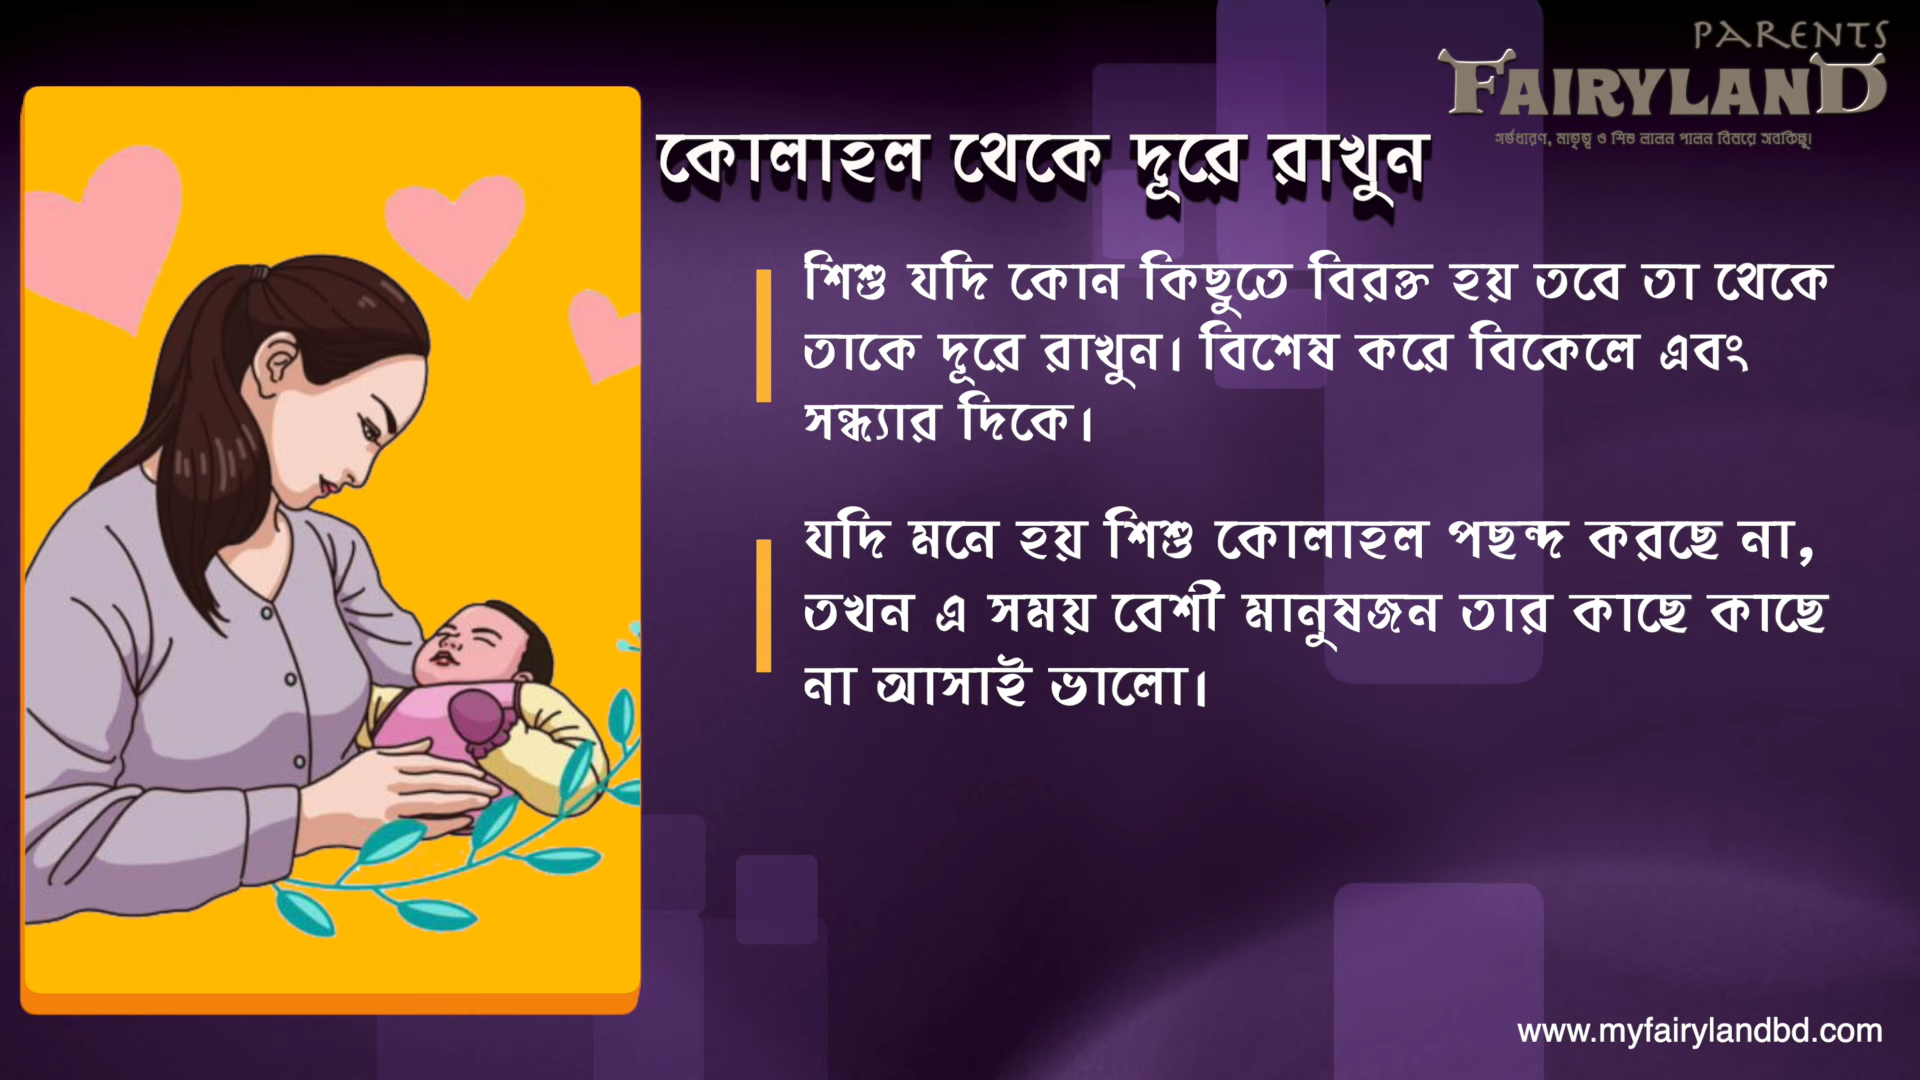 PARENTS
FAIRYLAND
গর্ভধারণ, মাতৃত্ব ও শিশু লালন পালন বিষয়ে সবকিছু!
কোলাহল থেকে দূরে রাখুন
শিশু যদি কোন কিছুতে বিরক্ত হয় তবে তা থেকে
তাকে দূরে রাখুন। বিশেষ করে বিকেলে এবং
সন্ধ্যার দিকে।
যদি মনে হয় শিশু কোলাহল পছন্দ করছে না,
তখন এ সময় বেশী মানুষজন তার কাছে কাছে
না আসাই ভালো।
www.myfairylandbd.com